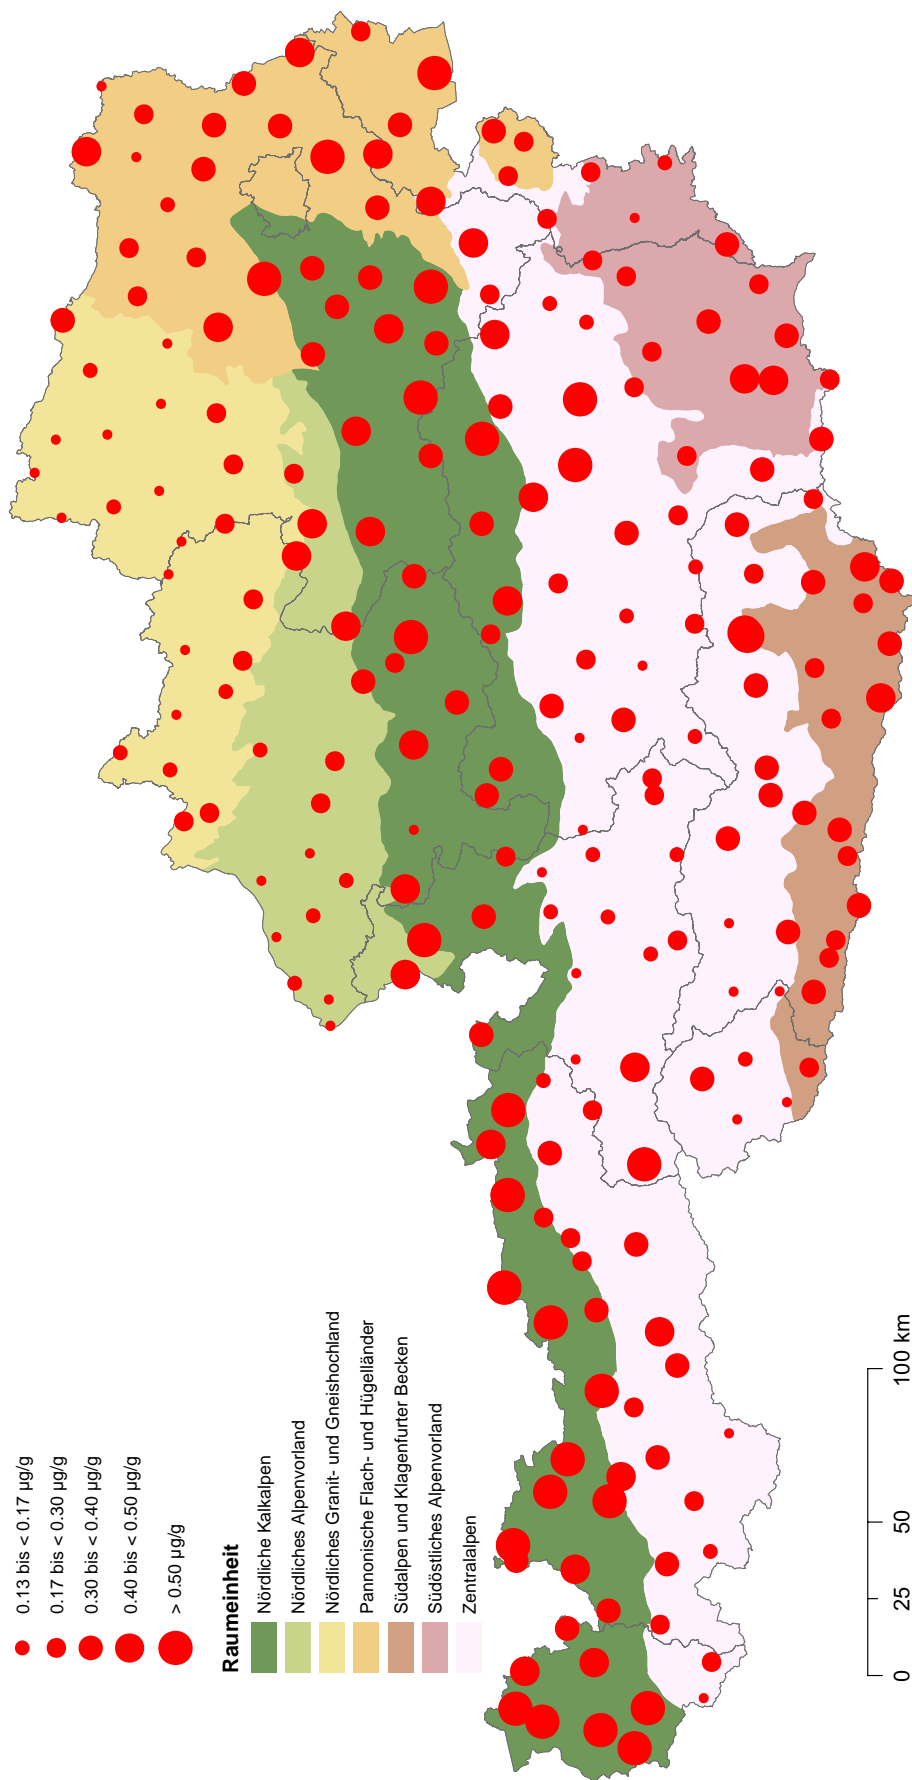 0.13 bis < 0.17 µg/g
0.17 bis < 0.30 µg/g
0.30 bis < 0.40 µg/g
0.40 bis < 0.50 µg/g
> 0.50 µg/g
Raumeinheit
Nördliche Kalkalpen
Nördliches Alpenvorland
Nördliches Granit- und Gneishochland
Pannonische Flach- und Hügelländer
Südalpen und Klagenfurter Becken
Südöstliches Alpenvorland
Zentralalpen
0 25 50 100 km